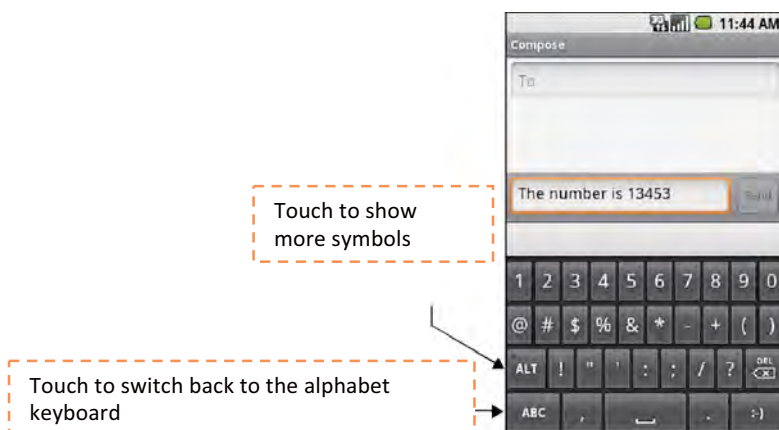 11:44 AM
Compose
To
The number is 13453
Send
Touch to show
more symbols
1 2 3 4 5 6 7 8 9 0
@ # $ % & * - + ( )
ALT ! " ' : ; / ? DEL
Touch to switch back to the alphabet
keyboard
ABC , . :-)